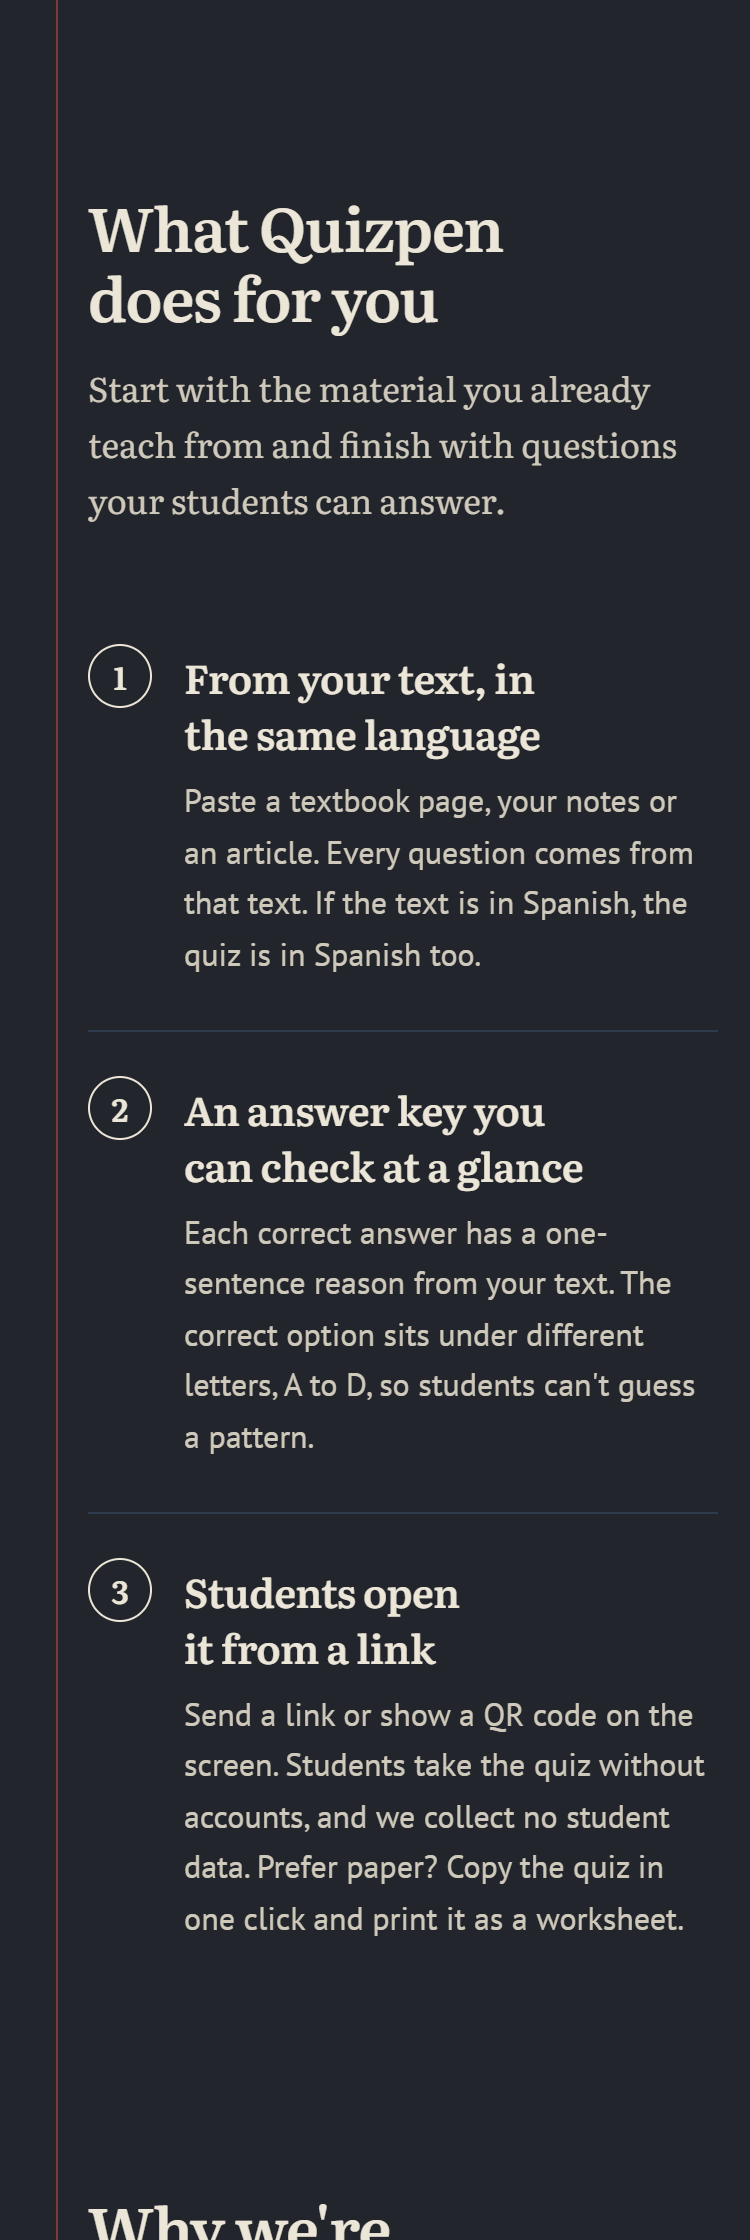 What Quizpen
does for you
Start with the material you already
teach from and finish with questions
your students can answer.
1
From your text, in
the same language
Paste a textbook page, your notes or
an article. Every question comes from
that text. If the text is in Spanish, the
quiz is in Spanish too.
2
An answer key you
can check at a glance
Each correct answer has a one-
sentence reason from your text. The
correct option sits under different
letters, A to D, so students can't guess
a pattern.
3
Students open
it from a link
Send a link or show a QR code on the
screen. Students take the quiz without
accounts, and we collect no student
data. Prefer paper? Copy the quiz in
one click and print it as a worksheet.
Why we're